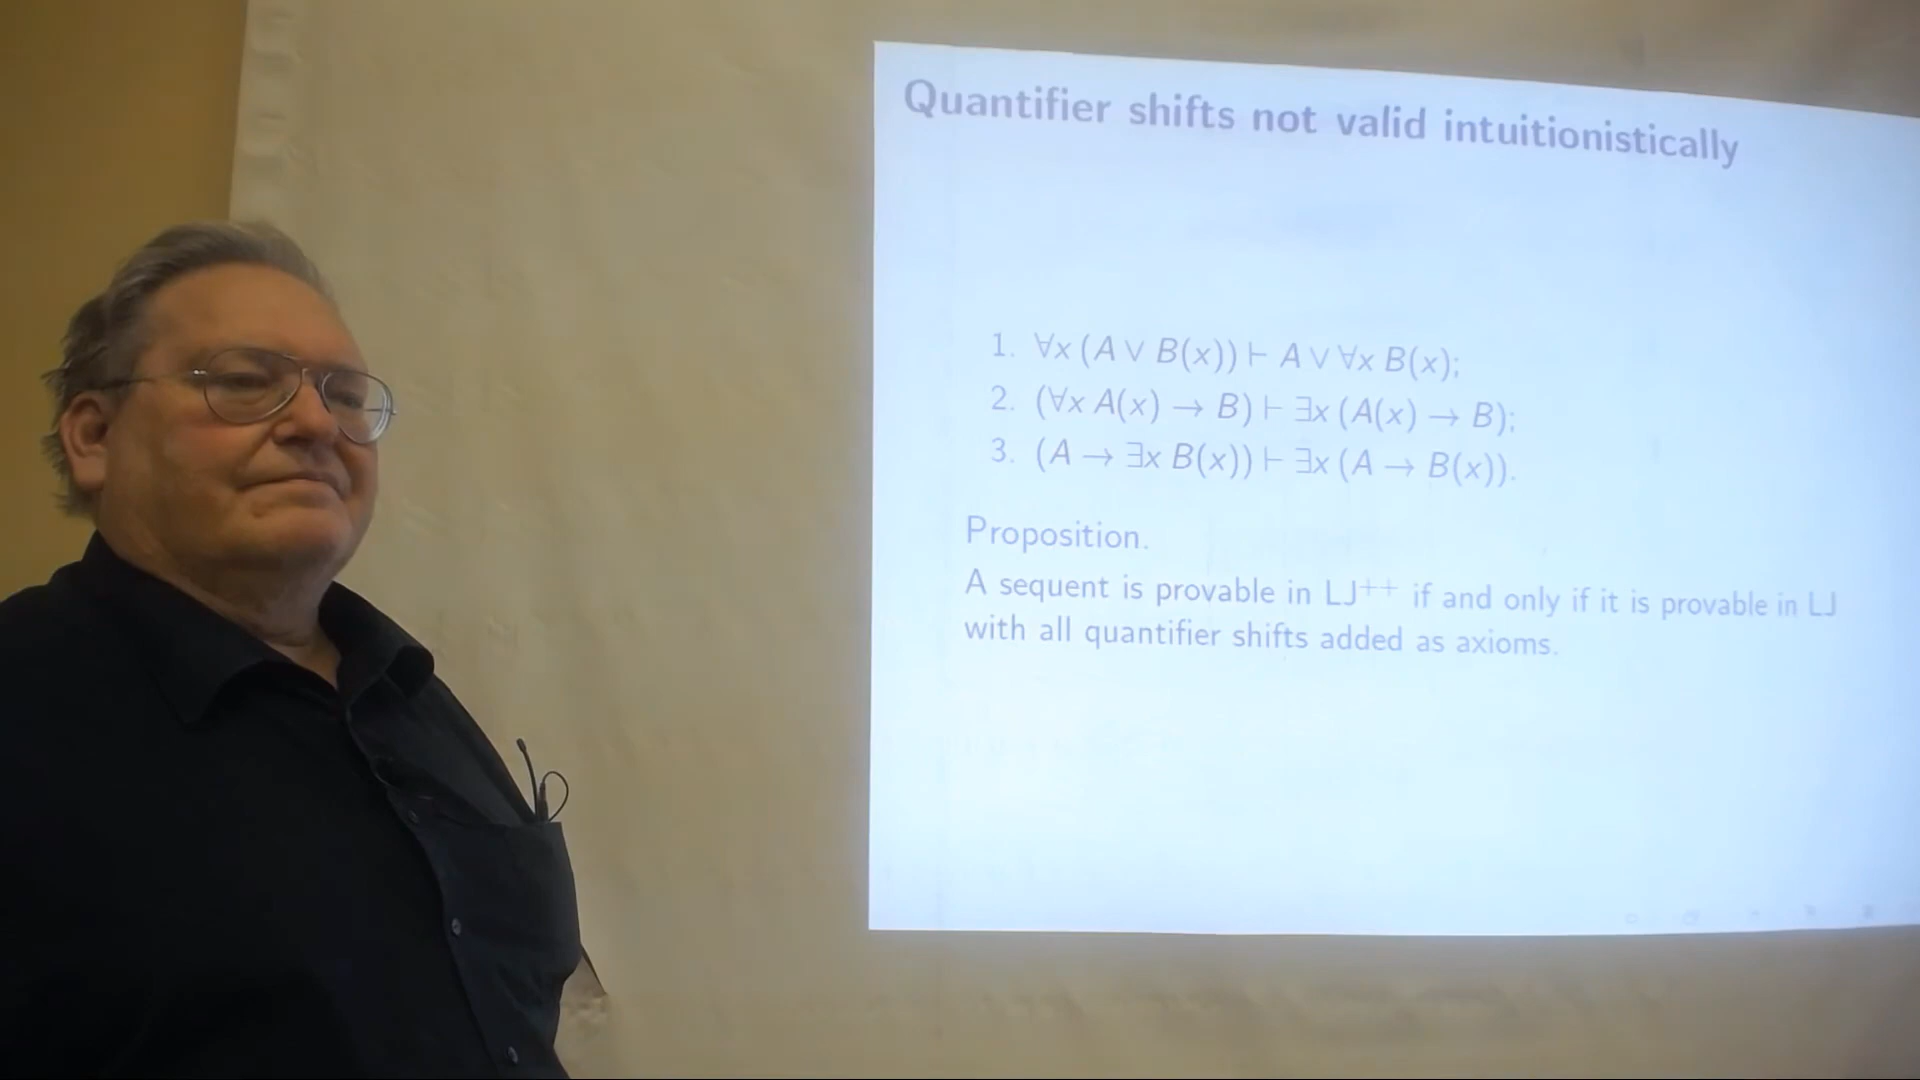 Quantifier shifts not valid intuitionistically
1. ∀x (A ∨ B(x)) ⊢ A ∨ ∀x B(x);
2. (∀x A(x) → B) ⊢ ∃x (A(x) → B);
3. (A → ∃x B(x)) ⊢ ∃x (A → B(x)).
Proposition.
A sequent is provable in LJ⁺⁺ if and only if it is provable in LJ
with all quantifier shifts added as axioms.